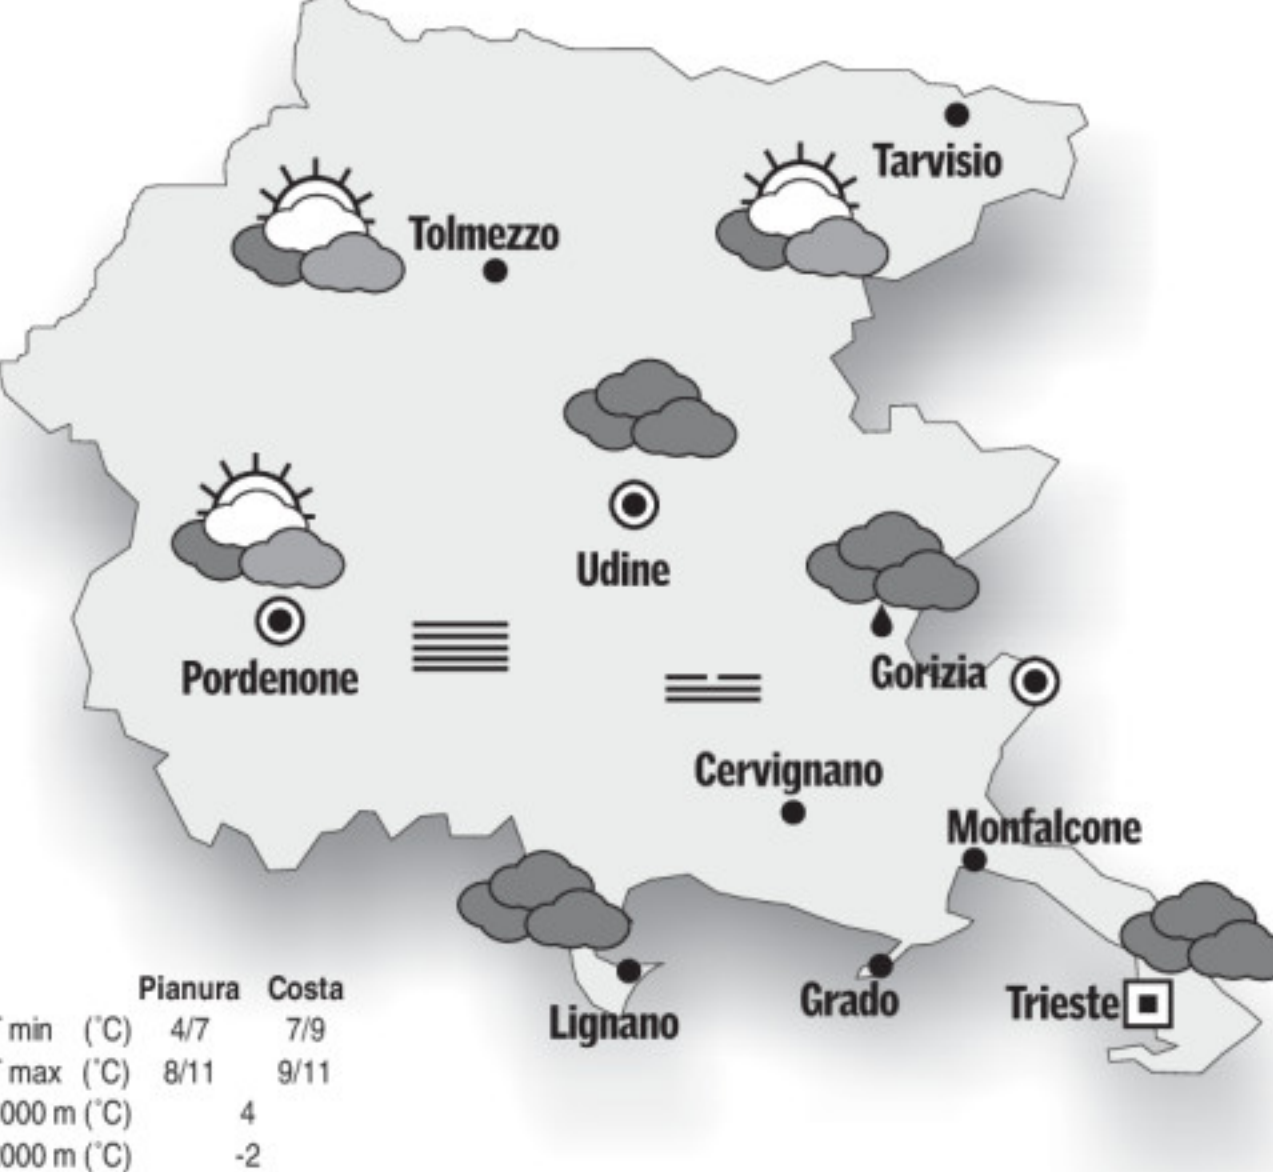 Tarvisio
Tolmezzo
Udine
Pordenone
Gorizia
Cervignano
Monfalcone
Lignano
Grado
Trieste
Pianura Costa
min (°C) 4/7 7/9
max (°C) 8/11 9/11
000 m (°C) 4
000 m (°C) -2